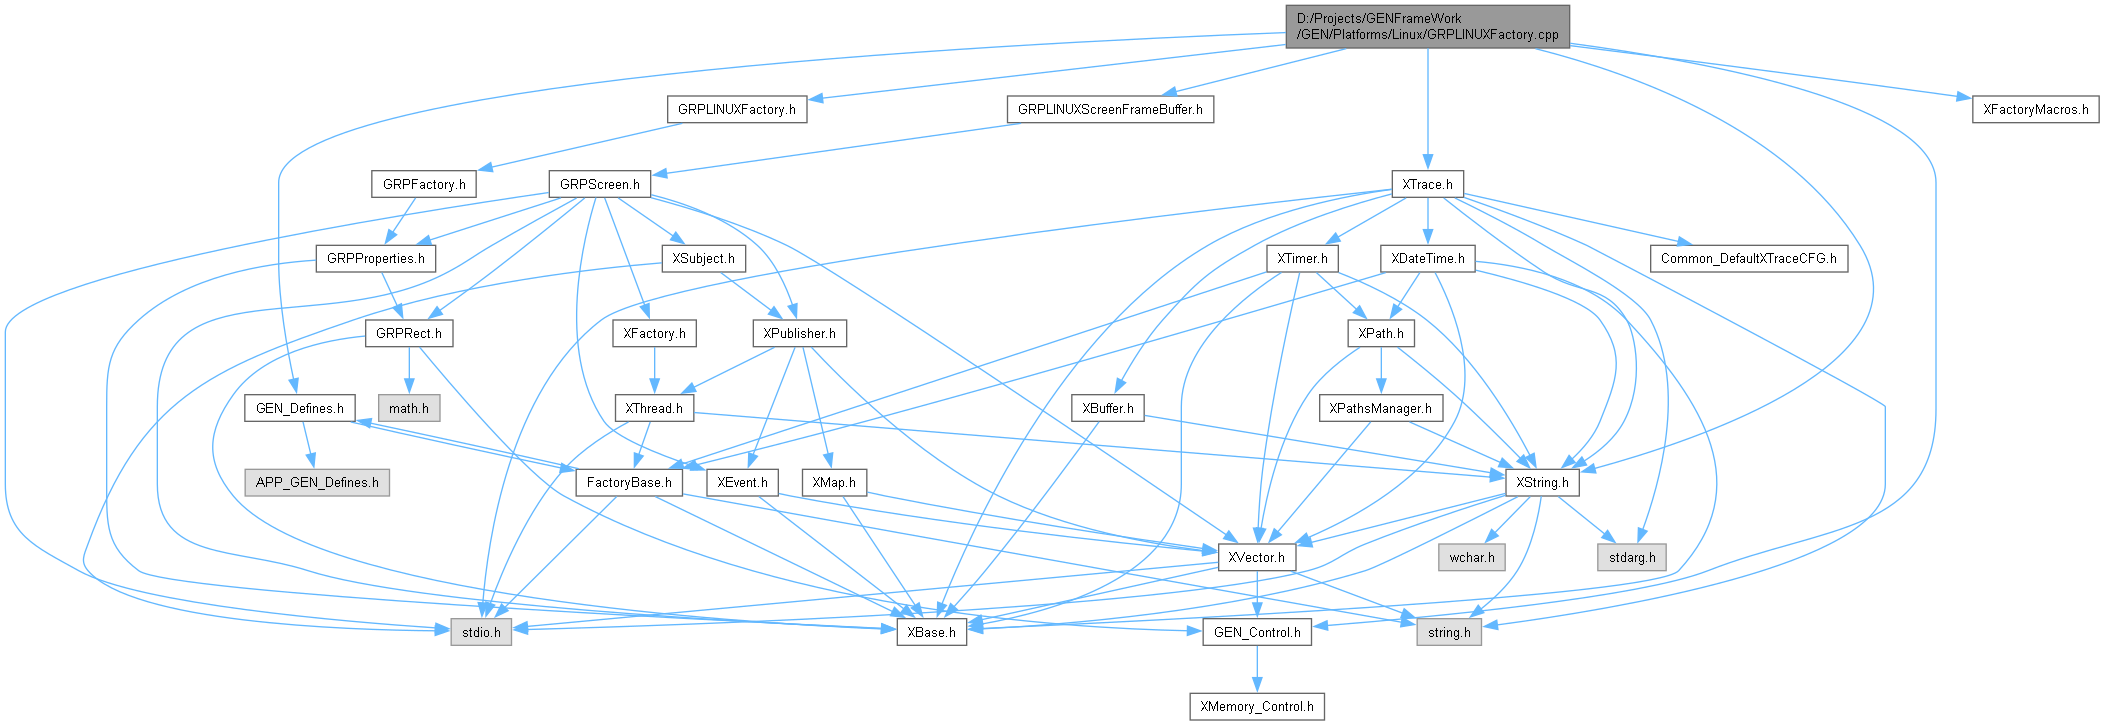 D:/Projects/GENFrameWork
/GEN/Platforms/Linux/GRPLINUXFactory.cpp
GRPLINUXFactory.h
GRPLINUXScreenFrameBuffer.h
XFactoryMacros.h
GRPFactory.h
GRPScreen.h
XTrace.h
GRPProperties.h
XSubject.h
XTimer.h
XDateTime.h
Common_DefaultXTraceCFG.h
GRPRect.h
XFactory.h
XPublisher.h
XPath.h
GEN_Defines.h
math.h
XThread.h
XBuffer.h
XPathsManager.h
APP_GEN_Defines.h
FactoryBase.h
XEvent.h
XMap.h
XString.h
XVector.h
wchar.h
stdarg.h
stdio.h
XBase.h
GEN_Control.h
string.h
XMemory_Control.h